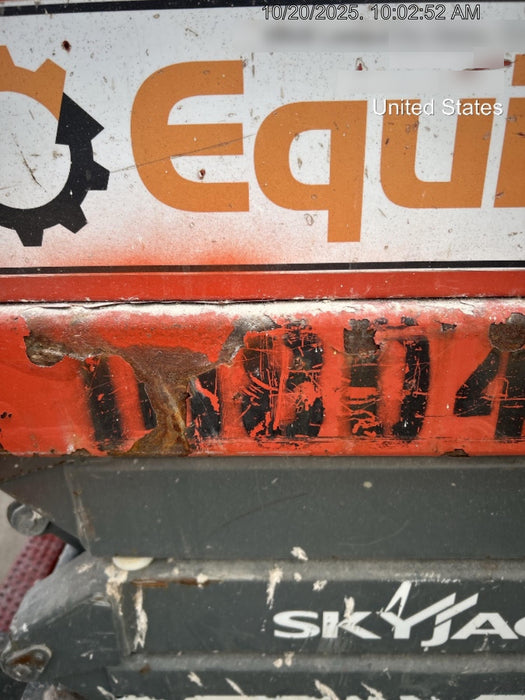 10/20/2025. 10:02:52 AM
United States
Equi
SKYJAC